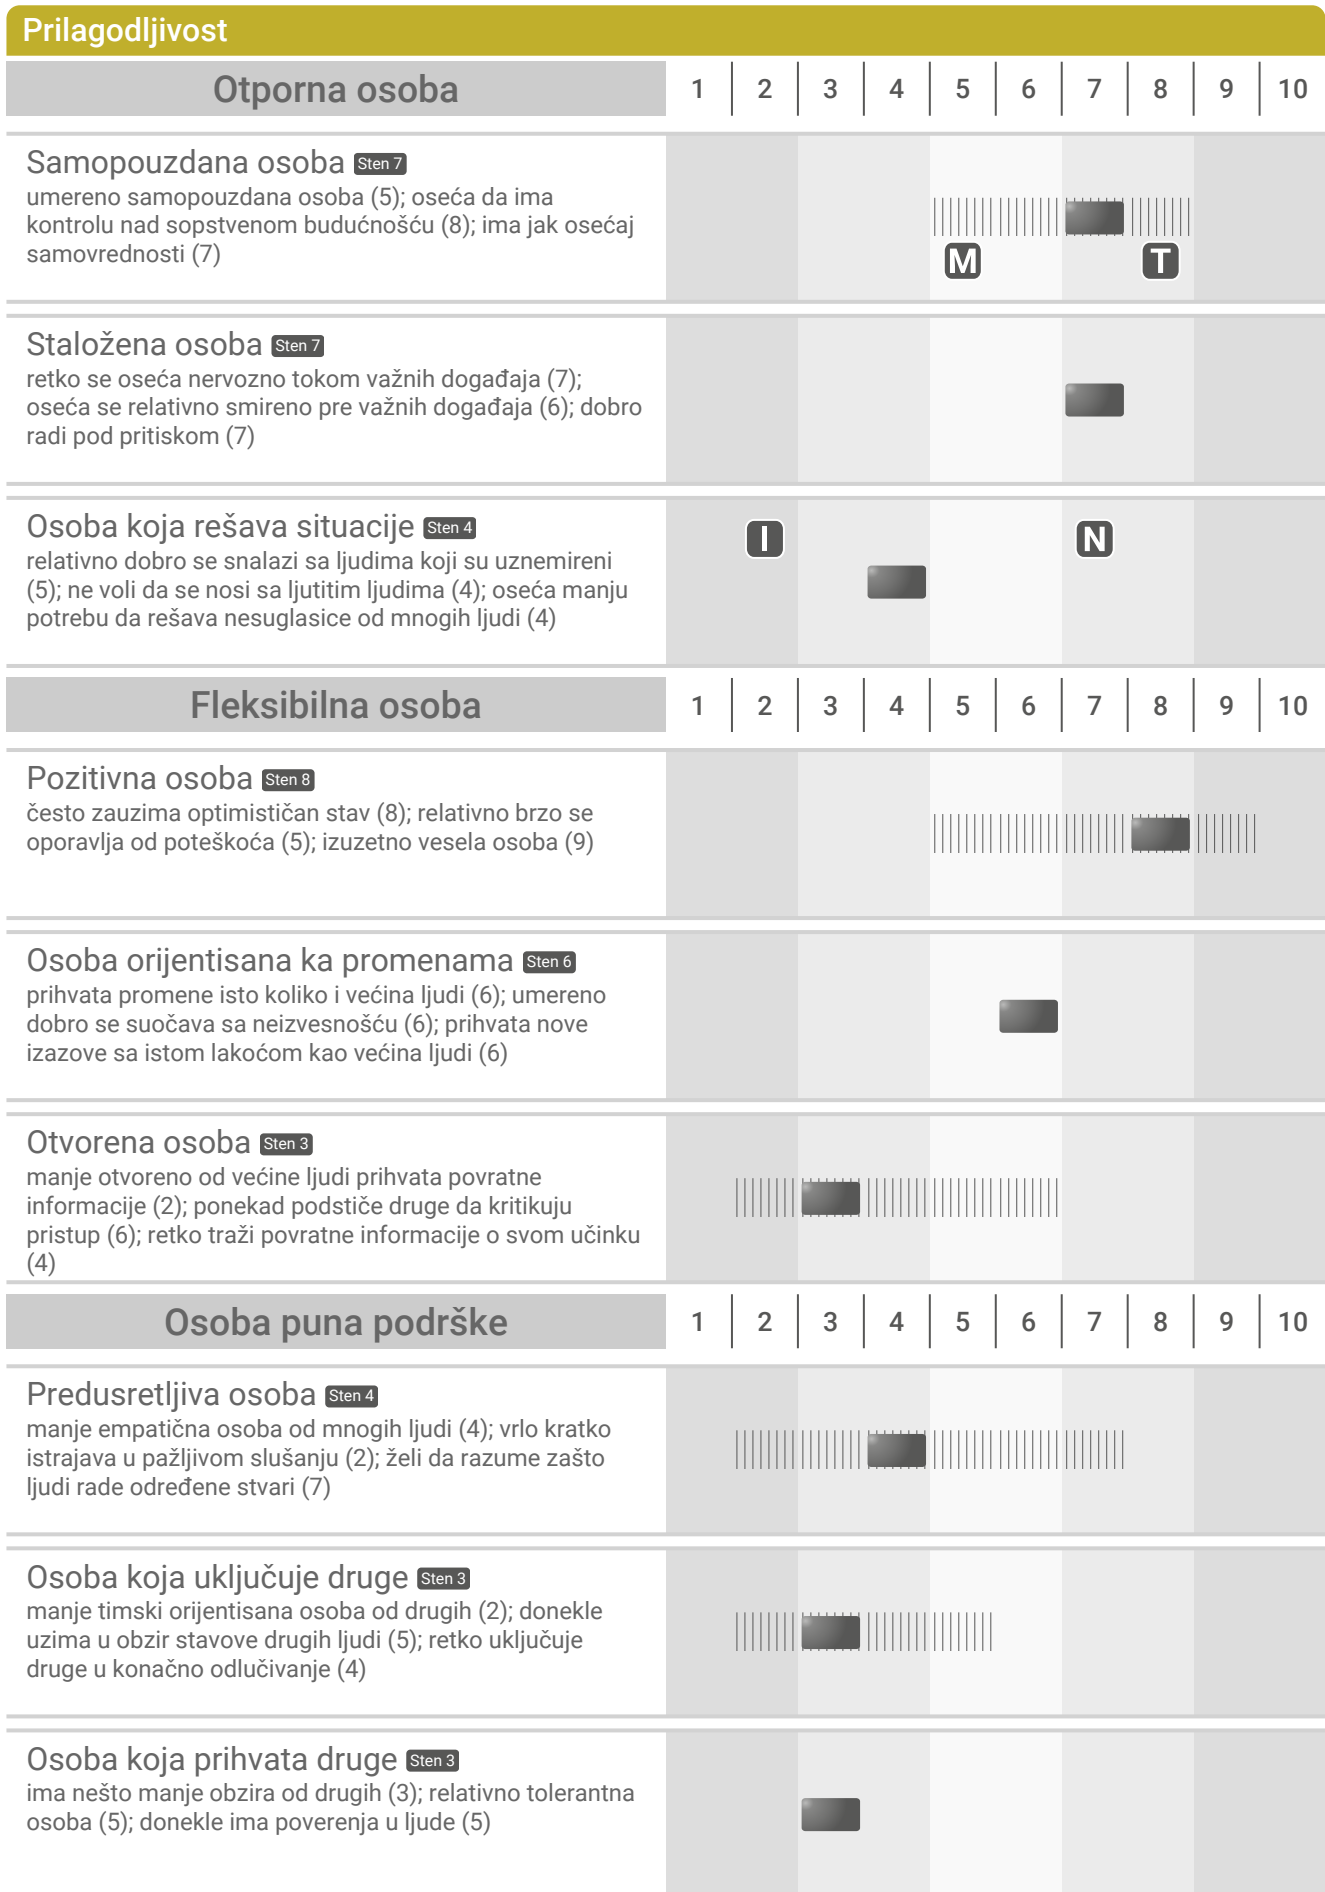 Prilagodljivost
Otporna osoba 1 2 3 4 5 6 7 8 9 10
Samopouzdana osoba Sten 7
umereno samopouzdana osoba (5); oseća da ima
kontrolu nad sopstvenom budućnošću (8); ima jak osećaj
samovrednosti (7)
M T
Staložena osoba Sten 7
retko se oseća nervozno tokom važnih događaja (7);
oseća se relativno smireno pre važnih događaja (6); dobro
radi pod pritiskom (7)
Osoba koja rešava situacije Sten 4
I N
relativno dobro se snalazi sa ljudima koji su uznemireni
(5); ne voli da se nosi sa ljutitim ljudima (4); oseća manju
potrebu da rešava nesuglasice od mnogih ljudi (4)
Fleksibilna osoba 1 2 3 4 5 6 7 8 9 10
Pozitivna osoba Sten 8
često zauzima optimističan stav (8); relativno brzo se
oporavlja od poteškoća (5); izuzetno vesela osoba (9)
Osoba orijentisana ka promenama Sten 6
prihvata promene isto koliko i većina ljudi (6); umereno
dobro se suočava sa neizvesnošću (6); prihvata nove
izazove sa istom lakoćom kao većina ljudi (6)
Otvorena osoba Sten 3
manje otvoreno od većine ljudi prihvata povratne
informacije (2); ponekad podstiče druge da kritikuju
pristup (6); retko traži povratne informacije o svom učinku
(4)
Osoba puna podrške 1 2 3 4 5 6 7 8 9 10
Predusretljiva osoba Sten 4
manje empatična osoba od mnogih ljudi (4); vrlo kratko
istrajava u pažljivom slušanju (2); želi da razume zašto
ljudi rade određene stvari (7)
Osoba koja uključuje druge Sten 3
manje timski orijentisana osoba od drugih (2); donekle
uzima u obzir stavove drugih ljudi (5); retko uključuje
druge u konačno odlučivanje (4)
Osoba koja prihvata druge Sten 3
ima nešto manje obzira od drugih (3); relativno tolerantna
osoba (5); donekle ima poverenja u ljude (5)